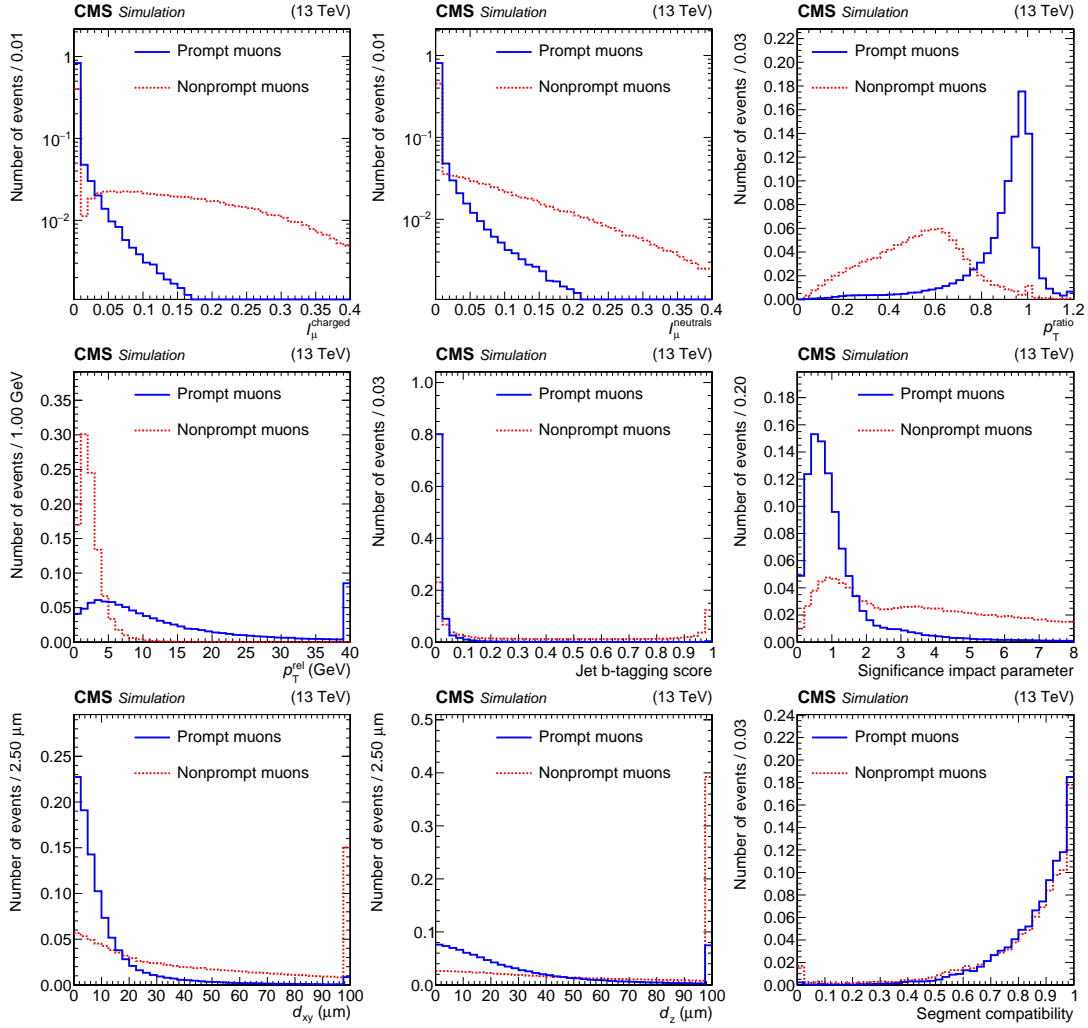 CMS Simulation (13 TeV)
Number of events / 0.01
Prompt muons
Nonprompt muons
1
10⁻¹
10⁻²
0 0.05 0.1 0.15 0.2 0.25 0.3 0.35 0.4
I_μ^charged
CMS Simulation (13 TeV)
Number of events / 0.01
Prompt muons
Nonprompt muons
1
10⁻¹
10⁻²
0 0.05 0.1 0.15 0.2 0.25 0.3 0.35 0.4
I_μ^neutrals
CMS Simulation (13 TeV)
Number of events / 0.03
Prompt muons
Nonprompt muons
0.22
0.20
0.18
0.16
0.14
0.12
0.10
0.08
0.06
0.04
0.02
0.00
0 0.2 0.4 0.6 0.8 1.0 1.2
p_T^ratio
CMS Simulation (13 TeV)
Number of events / 1.00 GeV
Prompt muons
Nonprompt muons
0.35
0.30
0.25
0.20
0.15
0.10
0.05
0.00
0 5 10 15 20 25 30 35 40
p_T^rel (GeV)
CMS Simulation (13 TeV)
Number of events / 0.03
Prompt muons
Nonprompt muons
1.0
0.8
0.6
0.4
0.2
0.0
0 0.1 0.2 0.3 0.4 0.5 0.6 0.7 0.8 0.9 1
Jet b-tagging score
CMS Simulation (13 TeV)
Number of events / 0.20
Prompt muons
Nonprompt muons
0.18
0.16
0.14
0.12
0.10
0.08
0.06
0.04
0.02
0.00
0 1 2 3 4 5 6 7 8
Significance impact parameter
CMS Simulation (13 TeV)
Number of events / 2.50 μm
Prompt muons
Nonprompt muons
0.25
0.20
0.15
0.10
0.05
0.00
0 10 20 30 40 50 60 70 80 90 100
d_xy (μm)
CMS Simulation (13 TeV)
Number of events / 2.50 μm
Prompt muons
Nonprompt muons
0.5
0.4
0.3
0.2
0.1
0.0
0 10 20 30 40 50 60 70 80 90 100
d_z (μm)
CMS Simulation (13 TeV)
Number of events / 0.03
Prompt muons
Nonprompt muons
0.24
0.22
0.20
0.18
0.16
0.14
0.12
0.10
0.08
0.06
0.04
0.02
0.00
0 0.1 0.2 0.3 0.4 0.5 0.6 0.7 0.8 0.9 1
Segment compatibility